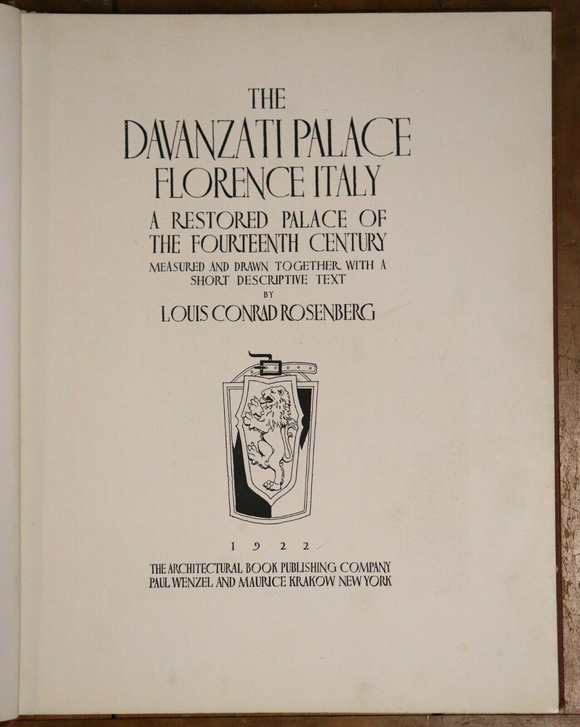 THE
DAVANZATI PALACE
FLORENCE ITALY
A RESTORED PALACE OF
THE FOURTEENTH CENTURY
MEASURED AND DRAWN TOGETHER WITH A
SHORT DESCRIPTIVE TEXT
BY
LOUIS CONRAD ROSENBERG
1922
THE ARCHITECTURAL BOOK PUBLISHING COMPANY
PAUL WENZEL AND MAURICE KRAKOW NEW YORK